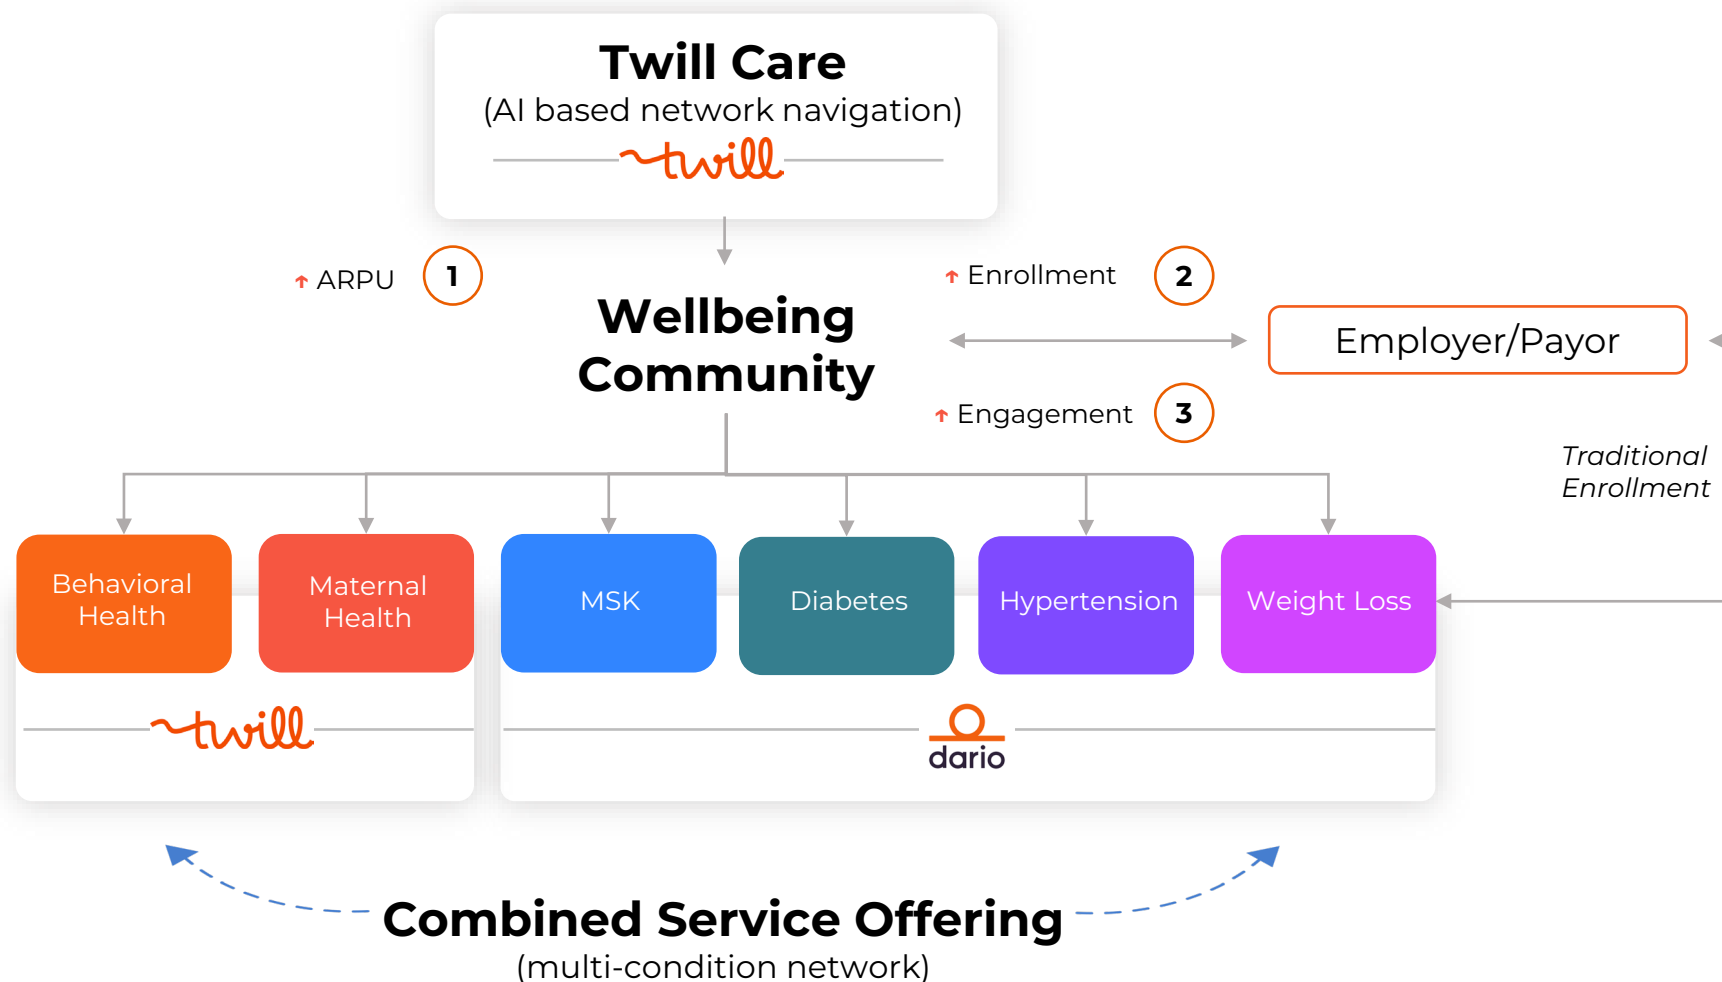 Twill Care
(AI based network navigation)
twill
↑ ARPU
1
↑ Enrollment
2
Wellbeing
Community
Employer/Payor
↑ Engagement
3
Traditional
Enrollment
Behavioral
Health
Maternal
Health
MSK
Diabetes
Hypertension
Weight Loss
twill
dario
Combined Service Offering
(multi-condition network)